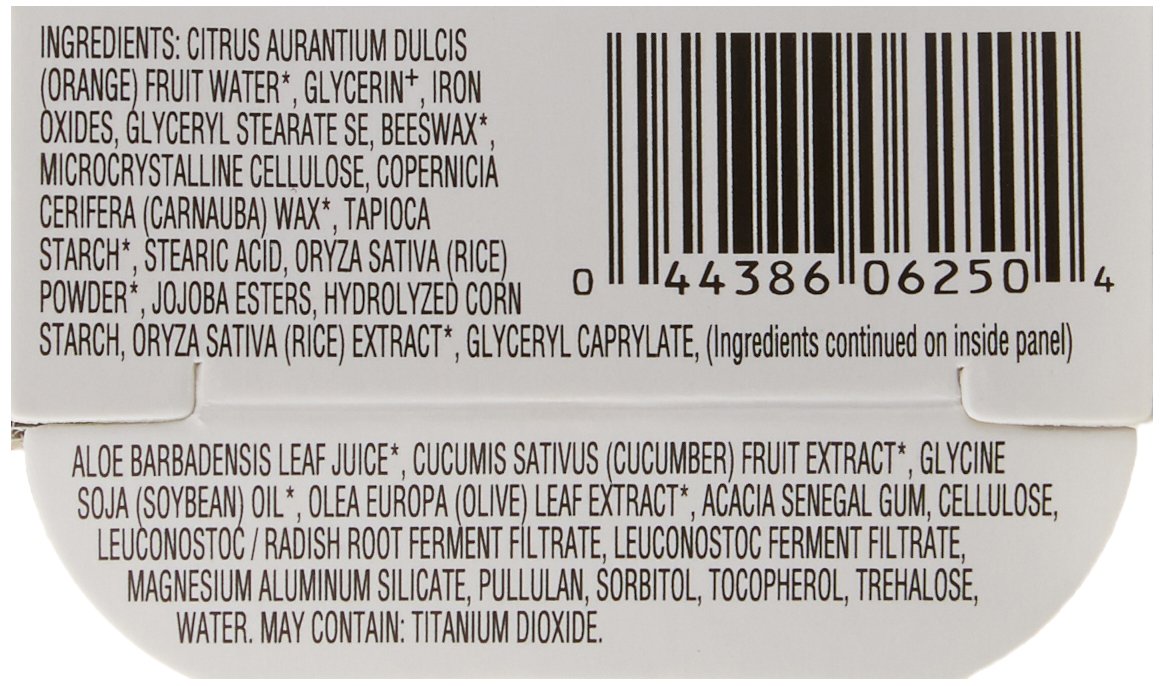 INGREDIENTS: CITRUS AURANTIUM DULCIS
(ORANGE) FRUIT WATER*, GLYCERIN+, IRON
OXIDES, GLYCERYL STEARATE SE, BEESWAX*,
MICROCRYSTALLINE CELLULOSE, COPERNICIA
CERIFERA (CARNAUBA) WAX*, TAPIOCA
STARCH*, STEARIC ACID, ORYZA SATIVA (RICE)
POWDER*, JOJOBA ESTERS, HYDROLYZED CORN
STARCH, ORYZA SATIVA (RICE) EXTRACT*, GLYCERYL CAPRYLATE, (Ingredients continued on inside panel)
0 44386 06250 4
ALOE BARBADENSIS LEAF JUICE*, CUCUMIS SATIVUS (CUCUMBER) FRUIT EXTRACT*, GLYCINE
SOJA (SOYBEAN) OIL*, OLEA EUROPA (OLIVE) LEAF EXTRACT*, ACACIA SENEGAL GUM, CELLULOSE,
LEUCONOSTOC / RADISH ROOT FERMENT FILTRATE, LEUCONOSTOC FERMENT FILTRATE,
MAGNESIUM ALUMINUM SILICATE, PULLULAN, SORBITOL, TOCOPHEROL, TREHALOSE,
WATER. MAY CONTAIN: TITANIUM DIOXIDE.